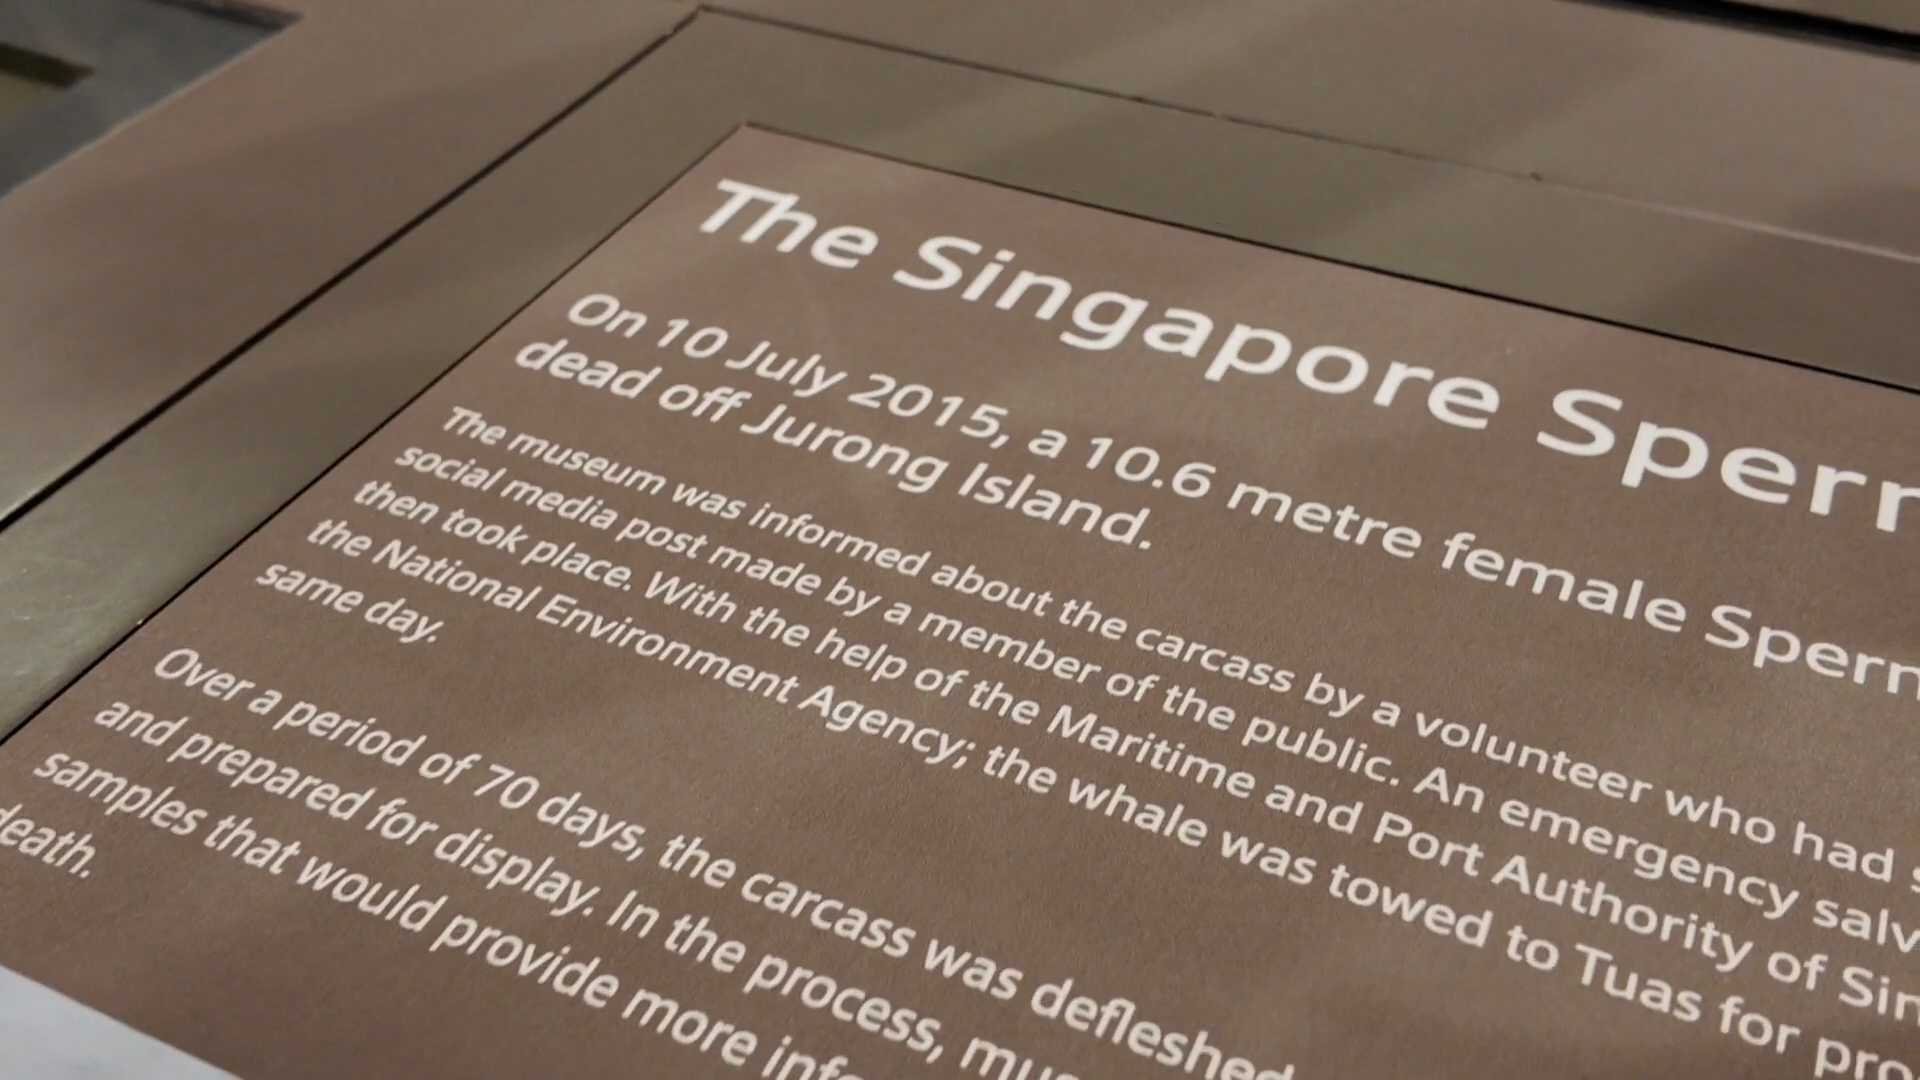 The Singapore
On 10 July 2015, a 10.6 metre female
dead off Jurong Island.
The museum was informed about the carcass by a volunteer who had
social media post made by a member of the public. An emergency
then took place. With the help of the Maritime and Port Authority of
the National Environment Agency; the whale was towed to Tuas for
same day.
Over a period of 70 days, the carcass was defleshed
and prepared for display. In the process,
samples that would provide more
death.